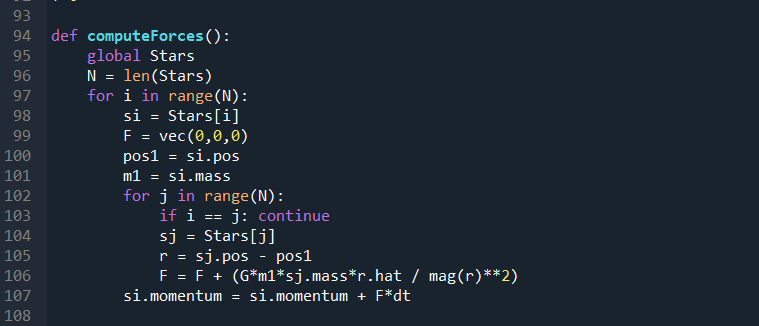 93
94 def computeForces():
95     global Stars
96     N = len(Stars)
97     for i in range(N):
98         si = Stars[i]
99         F = vec(0,0,0)
100         pos1 = si.pos
101         m1 = si.mass
102         for j in range(N):
103             if i == j: continue
104             sj = Stars[j]
105             r = sj.pos - pos1
106             F = F + (G*m1*sj.mass*r.hat / mag(r)**2)
107         si.momentum = si.momentum + F*dt
108